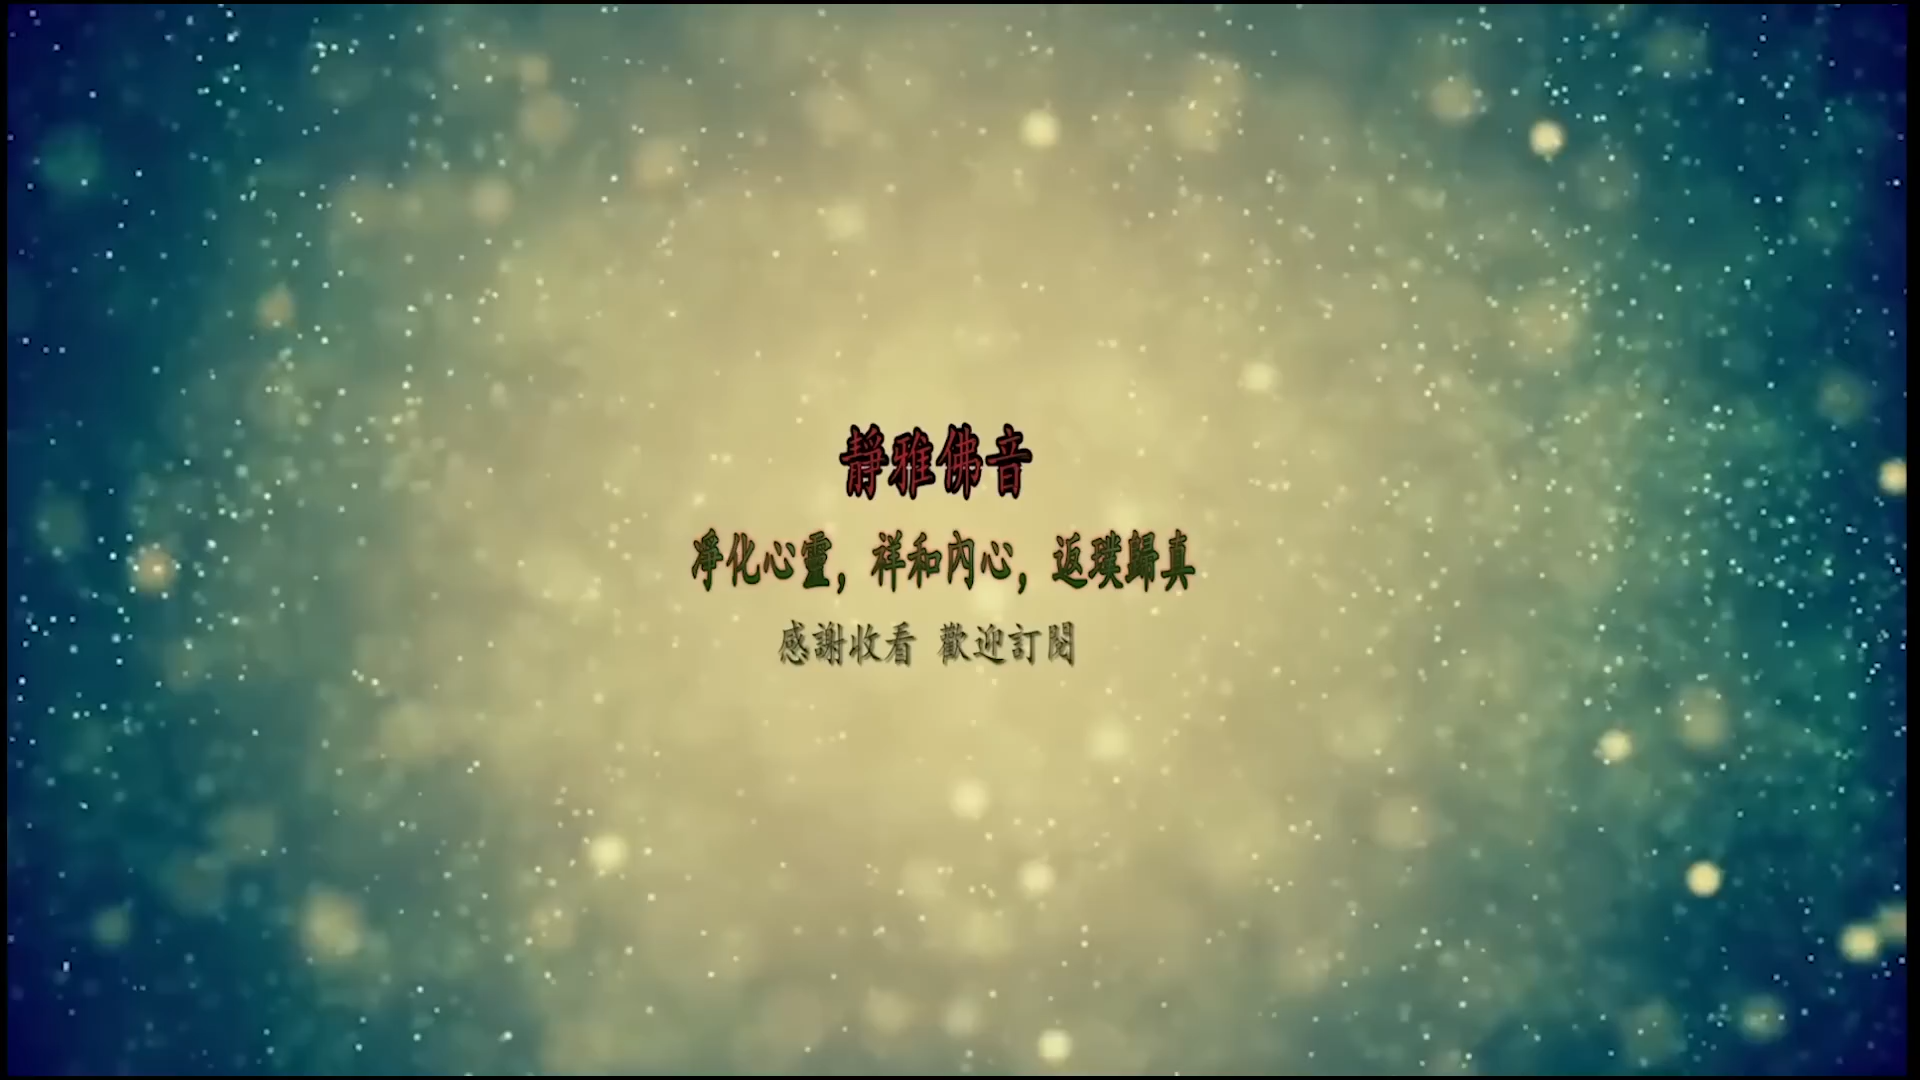 靜雅佛音
凈化心靈，祥和內心，返璞歸真
感謝收看 歡迎訂閱